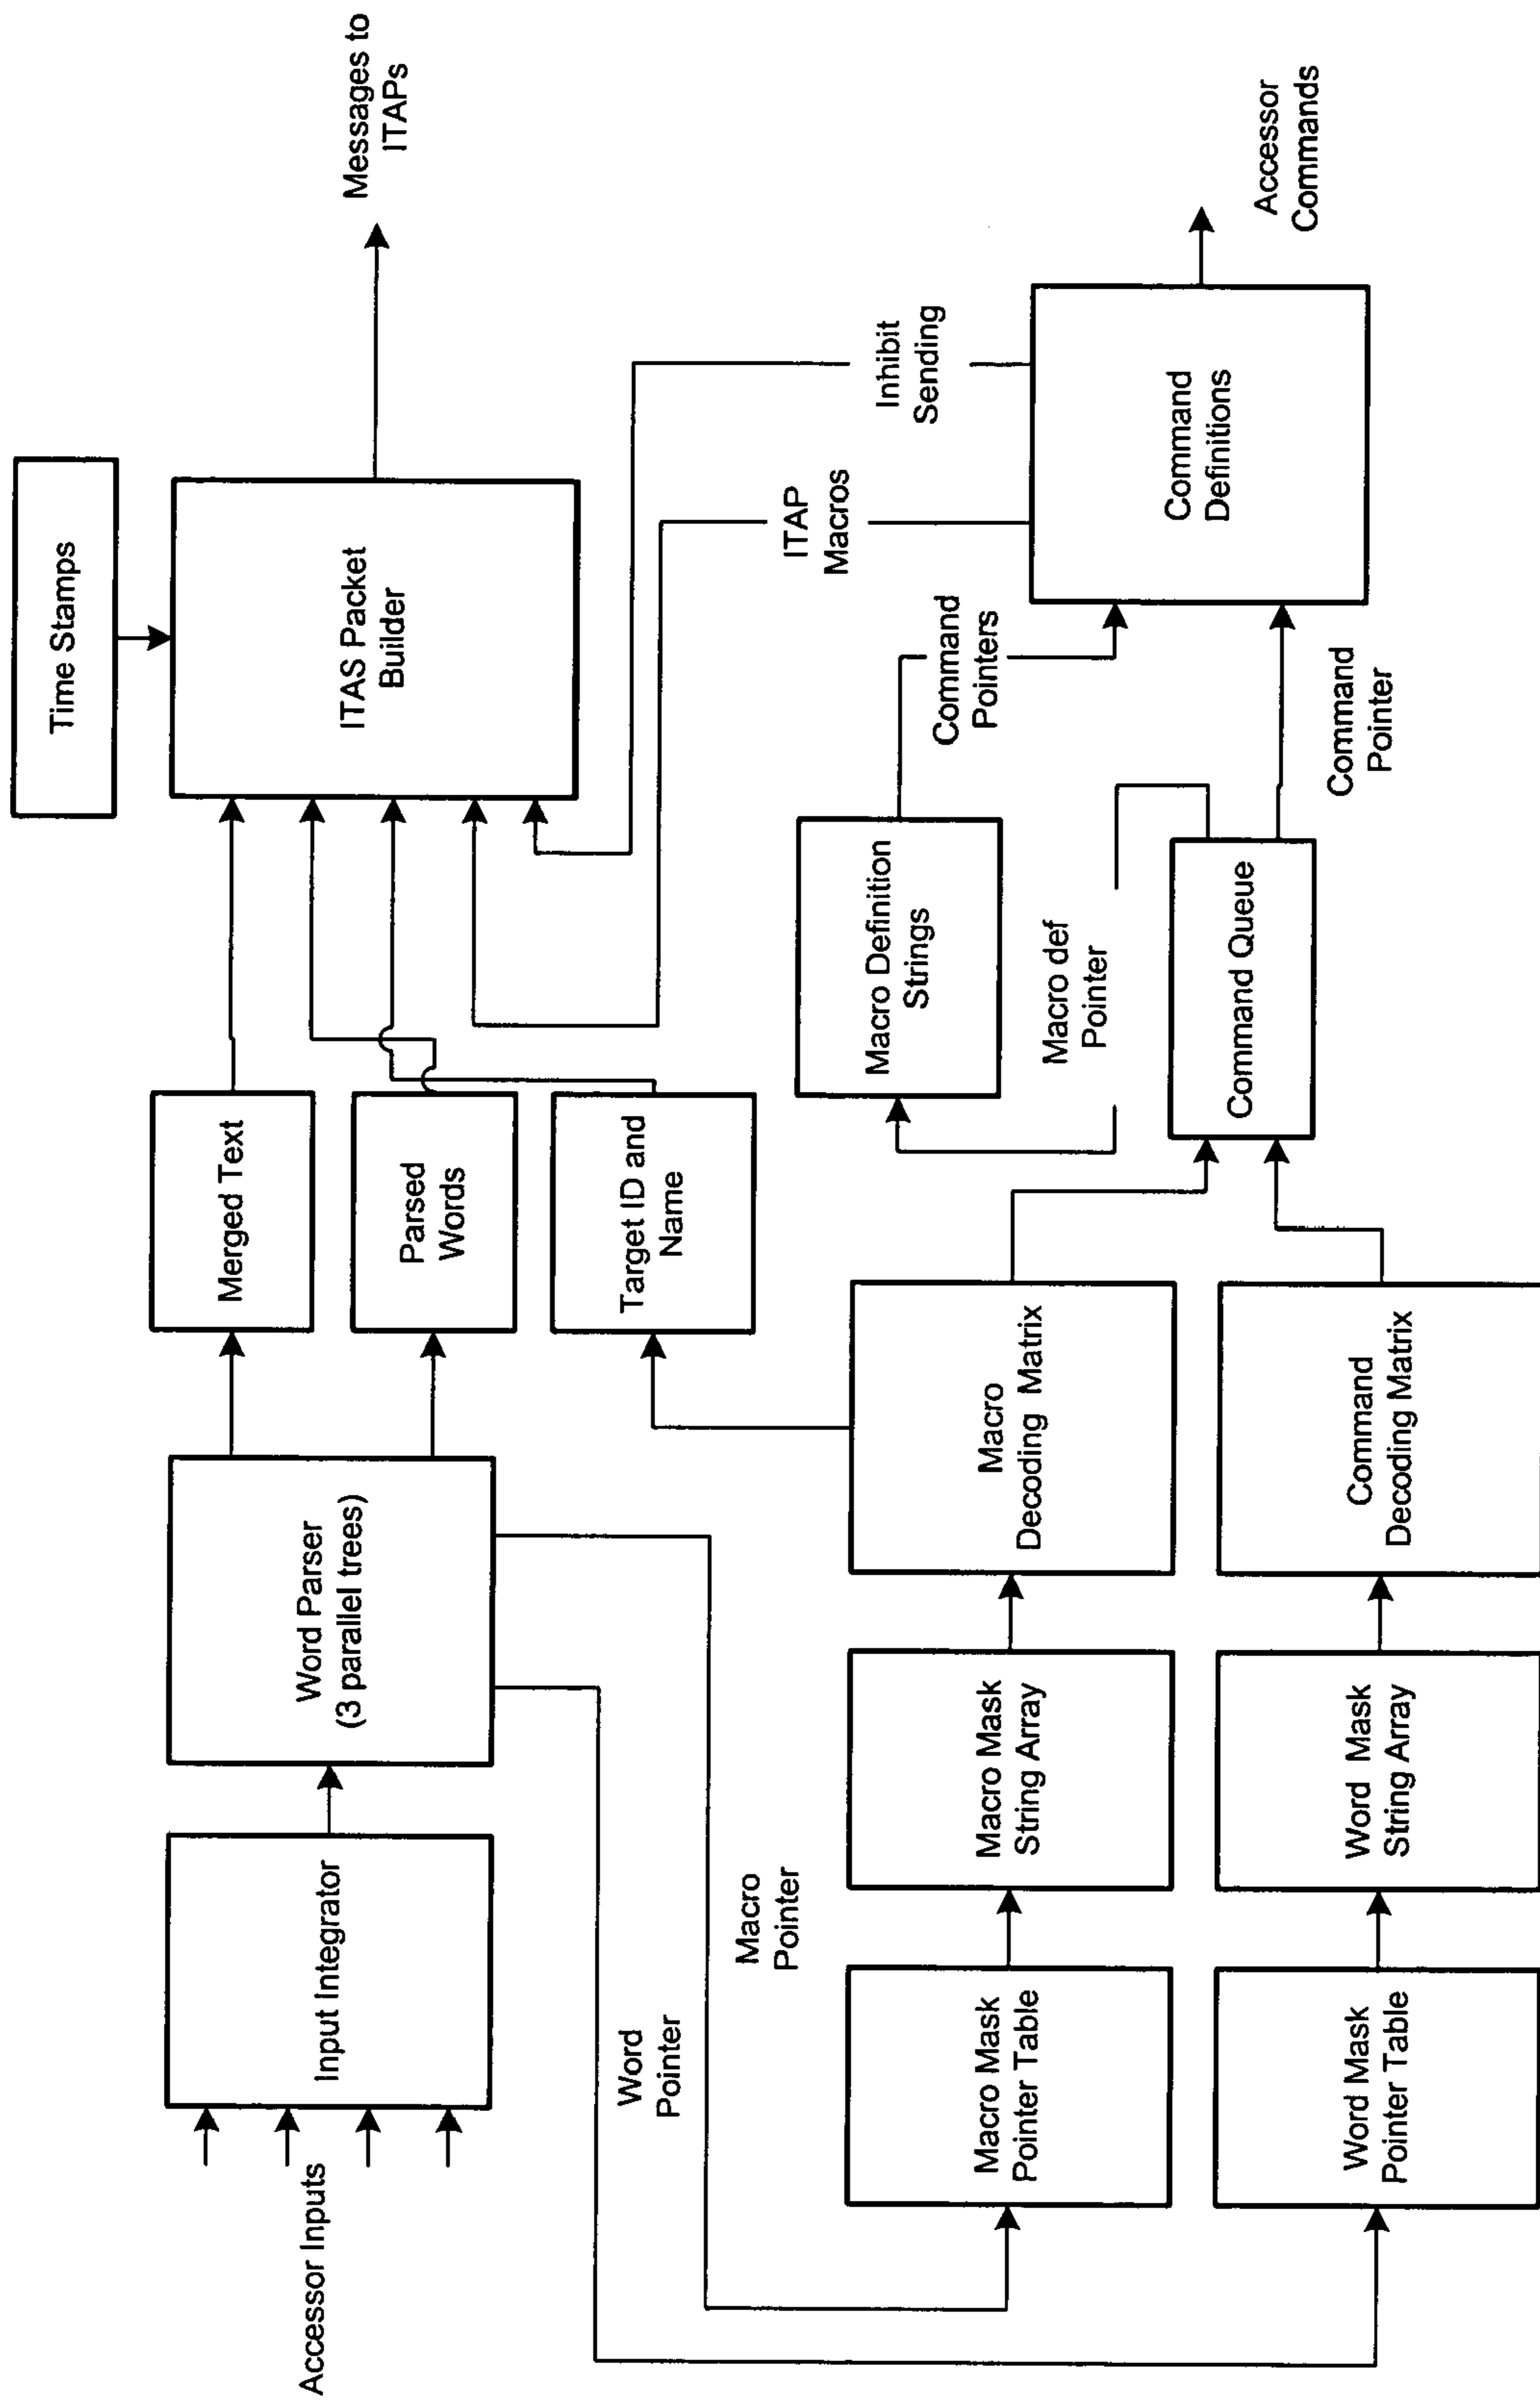 Time Stamps
Messages to
ITAPs
ITAS Packet
Builder
Merged Text
Parsed
Words
Target ID and
Name
Word Parser
(3 parallel trees)
Input Integrator
Accessor Inputs
Word
Pointer
Macro
Pointer
Inhibit
Sending
ITAP
Macros
Command
Pointers
Macro Definition
Strings
Macro def
Pointer
Macro Mask
Pointer Table
Macro Mask
String Array
Macro
Decoding Matrix
Word Mask
Pointer Table
Word Mask
String Array
Command
Decoding Matrix
Command Queue
Command
Pointer
Command
Definitions
Accessor
Commands